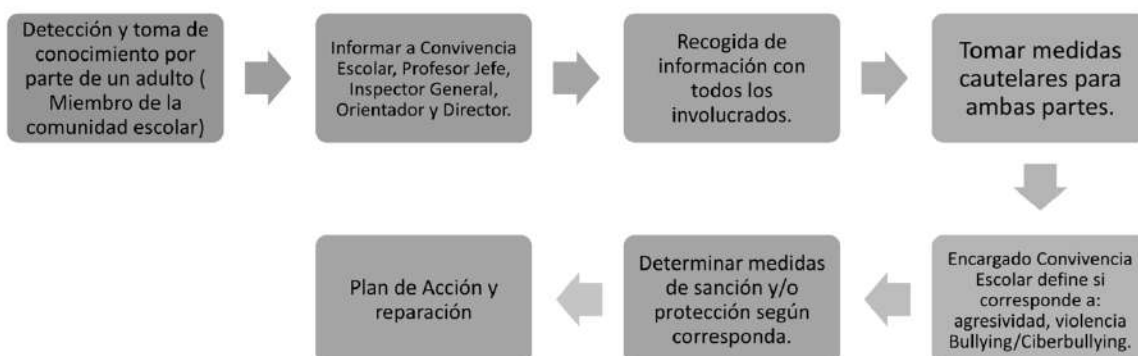 Detección y toma de
conocimiento por
parte de un adulto (
Miembro de la
comunidad escolar)
Informar a Convivencia
Escolar, Profesor Jefe,
Inspector General,
Orientador y Director.
Recogida de
información con
todos los
involucrados.
Tomar medidas
cautelares para
ambas partes.
Encargado Convivencia
Escolar define si
corresponde a:
agresividad, violencia
Bullying/Ciberbullying.
Determinar medidas
de sanción y/o
protección según
corresponda.
Plan de Acción y
reparación